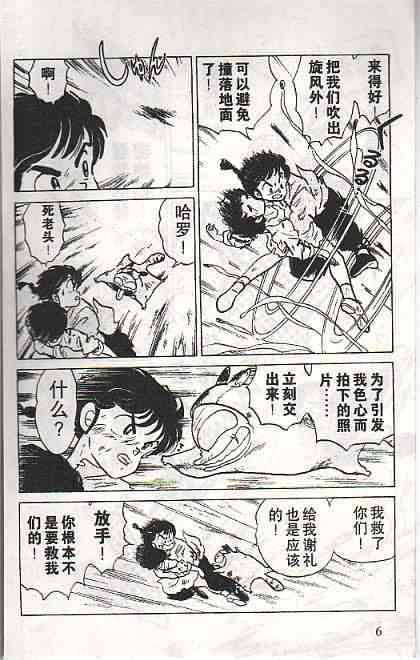 来得好！
把我们吹出
旋风外！
可以避免
撞落地面
了！
啊！
哈罗！
死老头！
为了引发
我色心而
拍下的照
片……
立刻交
出来！
什么？
我救了
你们！
给我谢礼
也是应该
的！
放手！
你根本不
是要救我
们的！
6